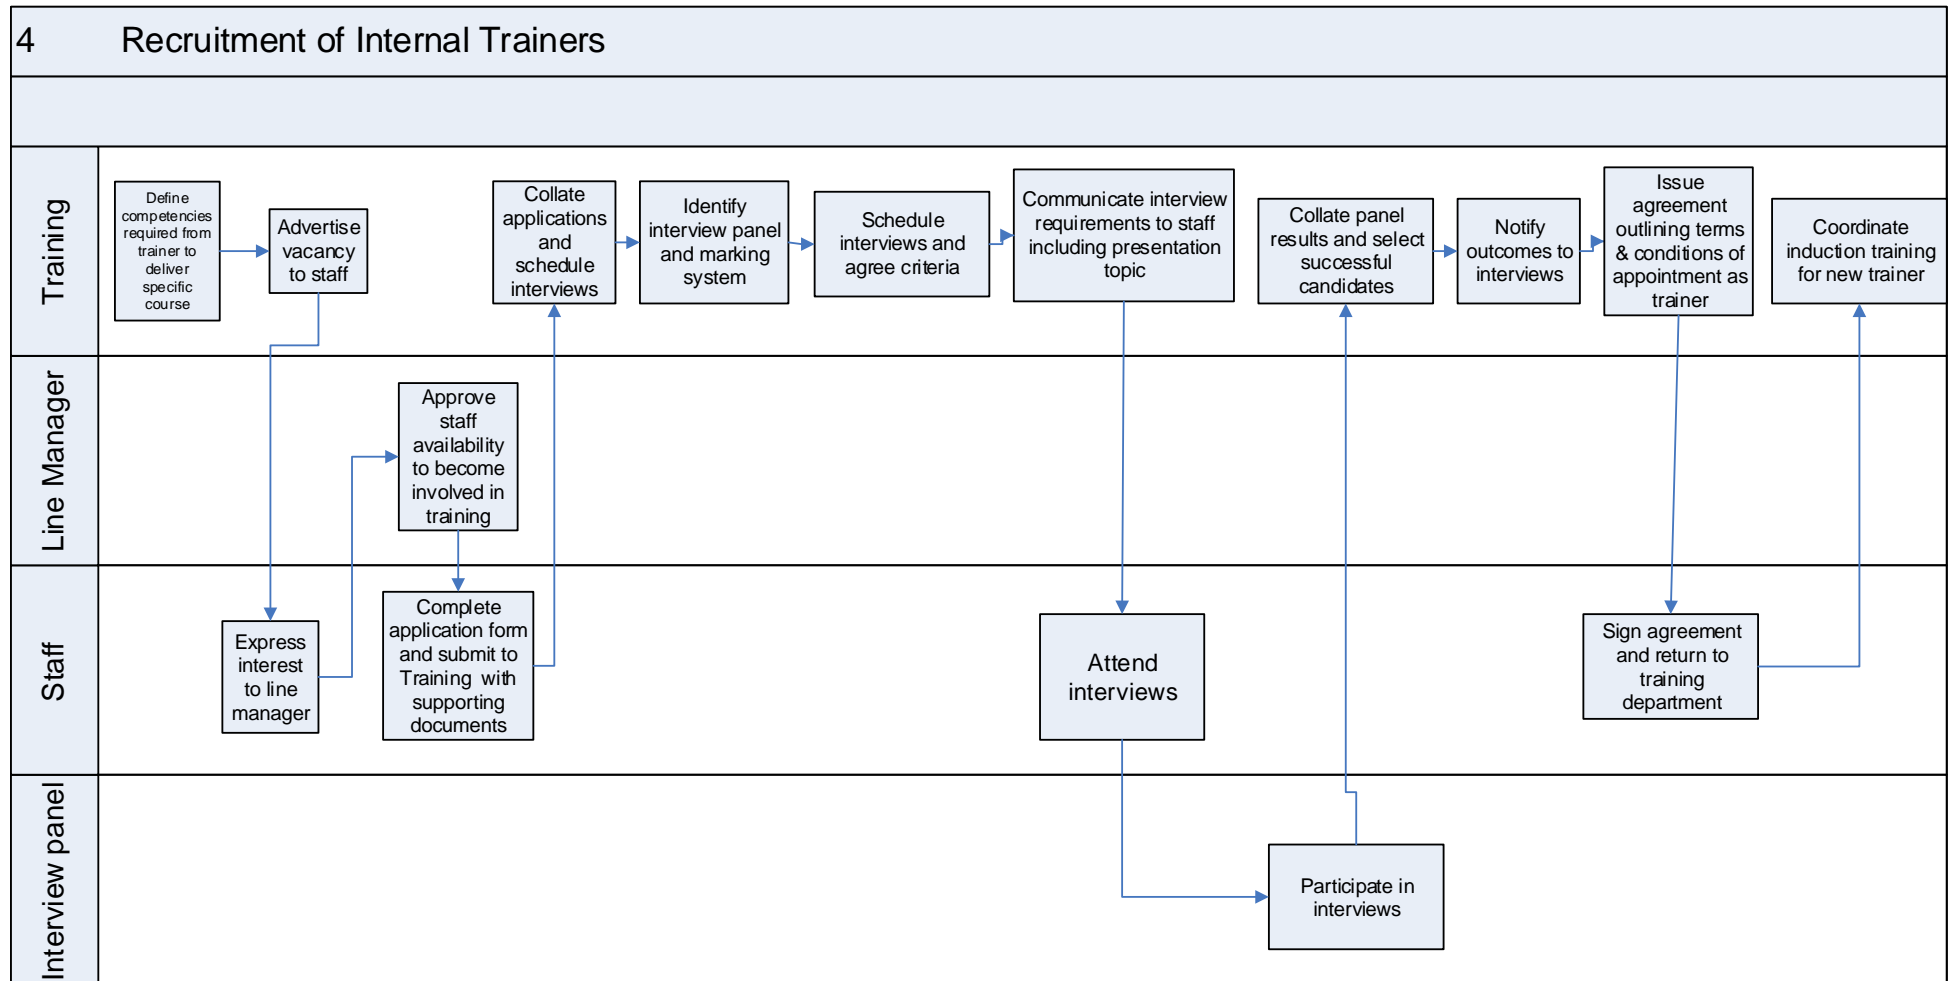 4 Recruitment of Internal Trainers
Training
Define
competencies
required from
trainer to
deliver
specific
course
Advertise
vacancy
to staff
Collate
applications
and
schedule
interviews
Identify
interview panel
and marking
system
Schedule
interviews and
agree criteria
Communicate interview
requirements to staff
including presentation
topic
Collate panel
results and select
successful
candidates
Notify
outcomes to
interviews
Issue
agreement
outlining terms
& conditions of
appointment as
trainer
Coordinate
induction training
for new trainer
Line Manager
Approve
staff
availability
to become
involved in
training
Staff
Express
interest
to line
manager
Complete
application form
and submit to
Training with
supporting
documents
Attend
interviews
Sign agreement
and return to
training
department
Interview panel
Participate in
interviews